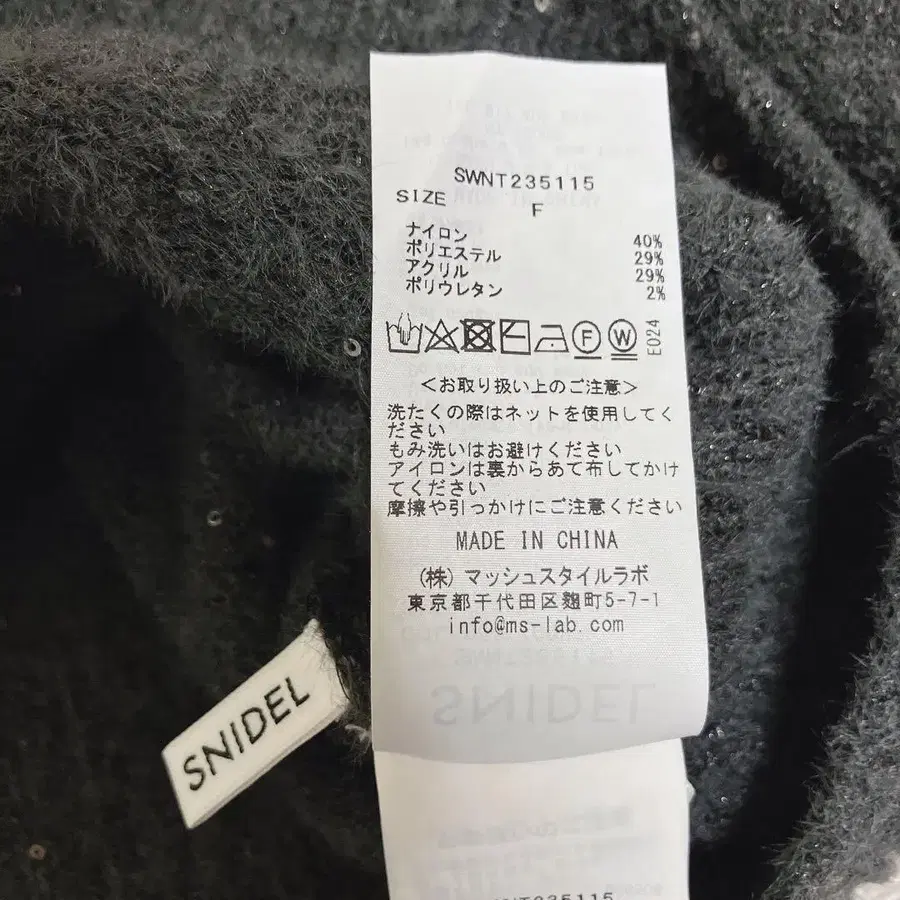 SWNT235115
SIZE F
ナイロン 40%
ポリエステル 29%
アクリル 29%
ポリウレタン 2%
F W E024
<お取り扱い上のご注意>
洗たくの際はネットを使用してく
ださい
もみ洗いはお避けください
アイロンは裏からあて布してかけ
てください
摩擦や引っかけにご注意ください
MADE IN CHINA
(株)マッシュスタイルラボ
東京都千代田区麹町5-7-1
info@ms-lab.com
SNIDEL
SNIDEL
SWNT235115